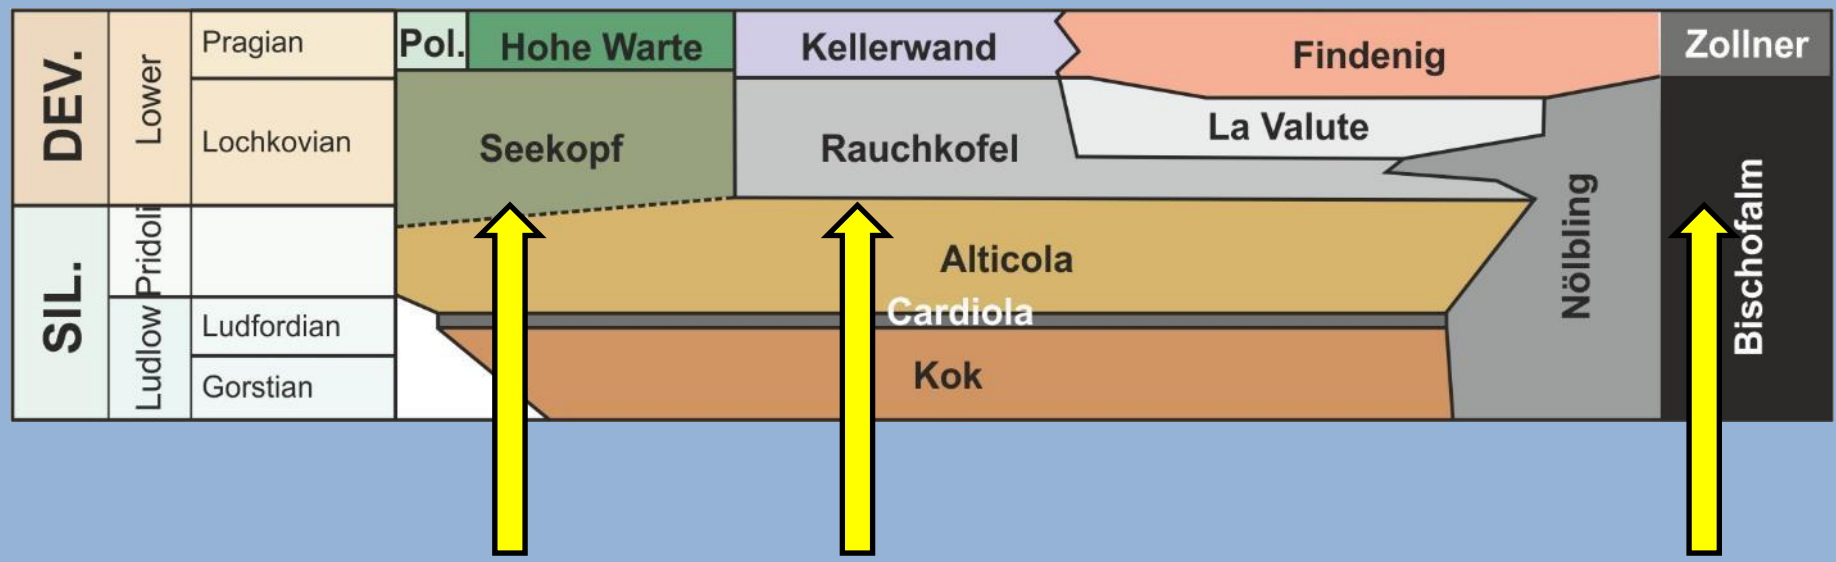 DEV.
Lower
Pragian
Lochkovian
SIL.
Pridoli
Ludlow
Ludfordian
Gorstian
Pol.
Hohe Warte
Kellerwand
Findenig
Zollner
Seekopf
Rauchkofel
La Valute
Nölbling
Bischofalm
Alticola
Cardiola
Kok